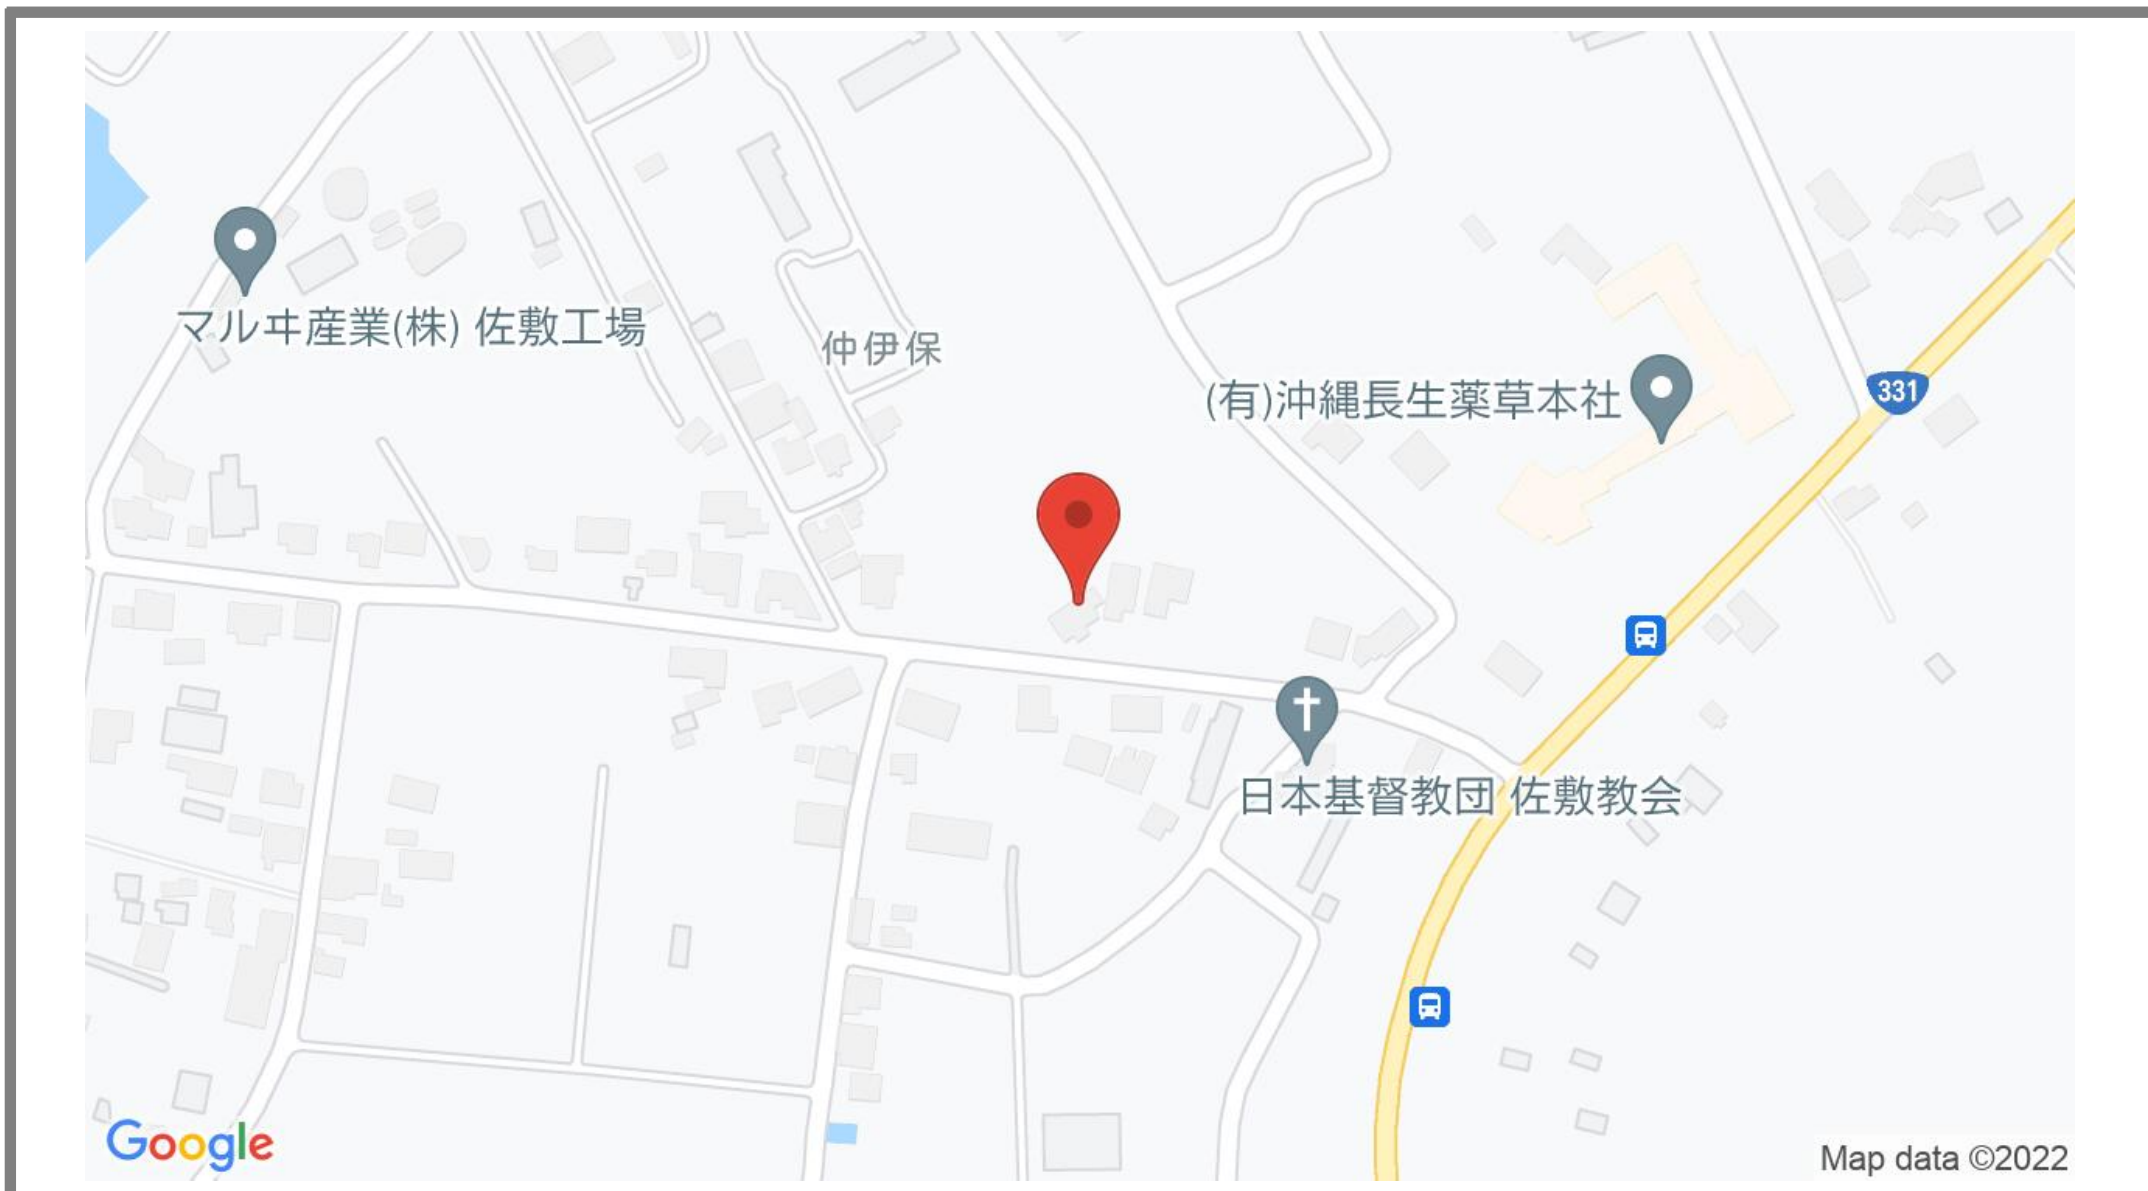 マルヰ産業(株) 佐敷工場
仲伊保
(有)沖縄長生薬草本社
331
日本基督教団 佐敷教会
Google
Map data ©2022